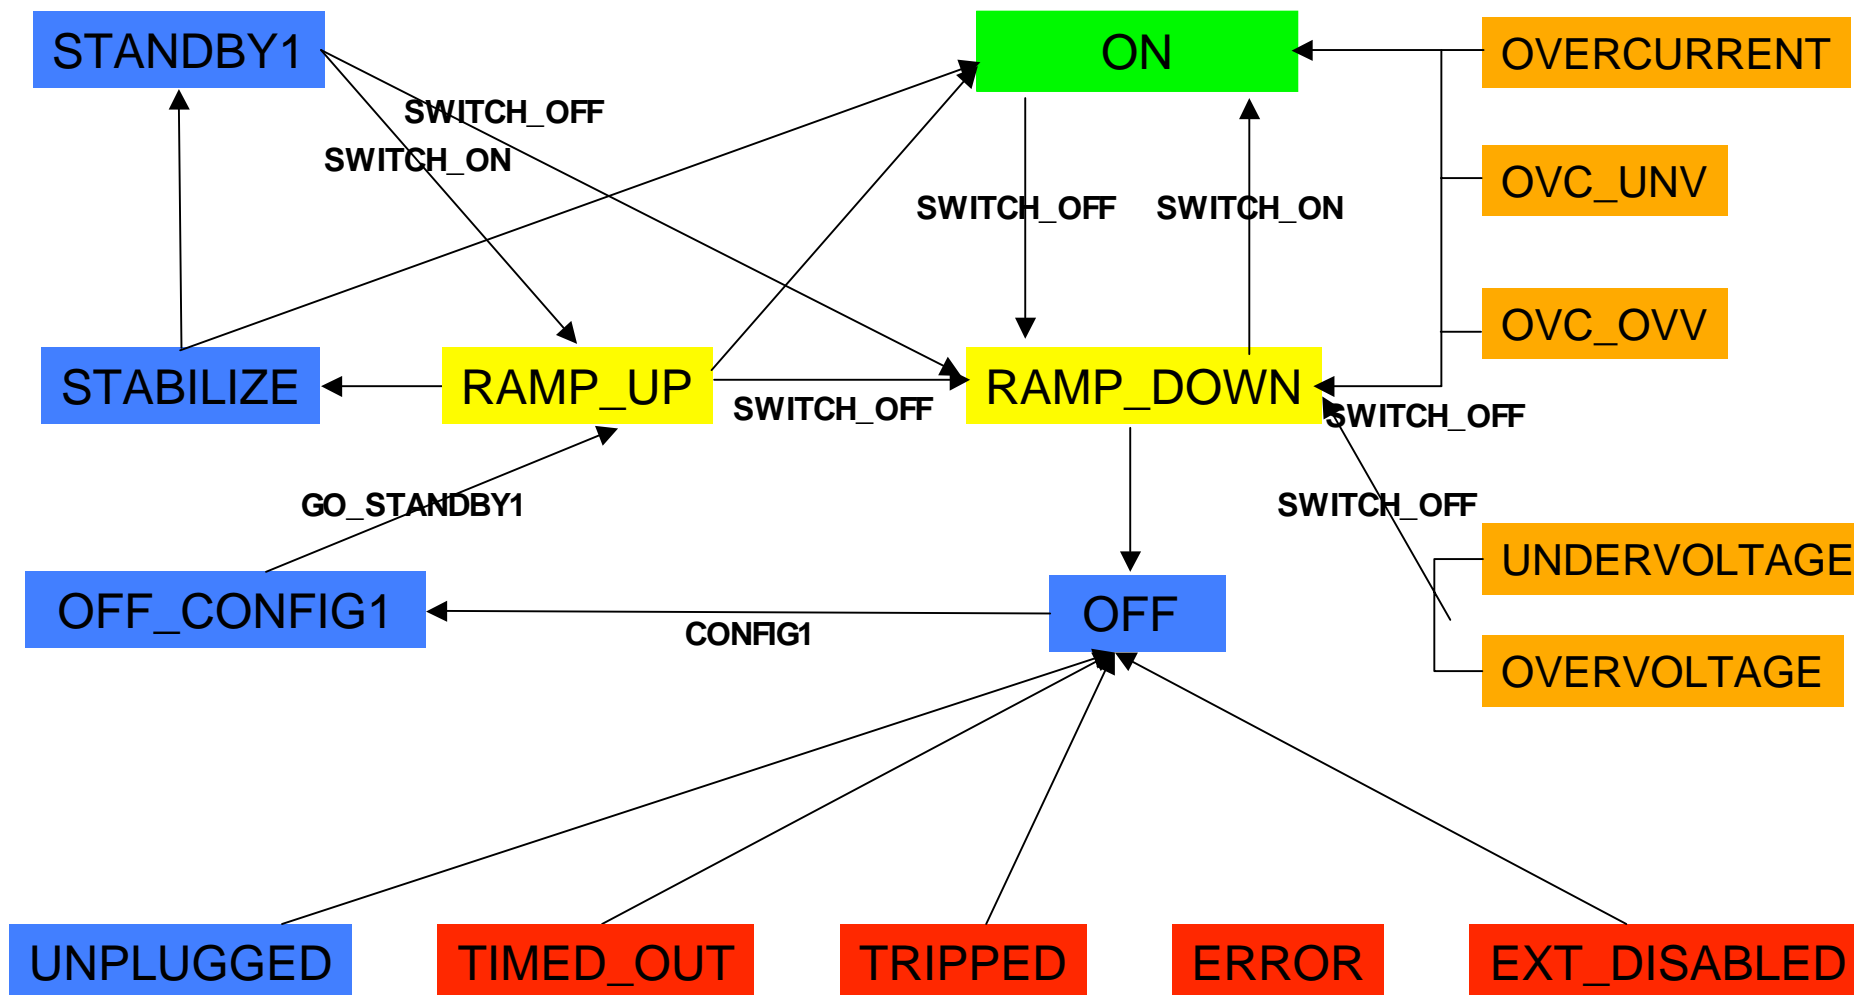 STANDBY1
ON
OVERCURRENT
SWITCH_OFF
SWITCH_ON
OVC_UNV
SWITCH_OFF
SWITCH_ON
OVC_OVV
STABILIZE
RAMP_UP
RAMP_DOWN
SWITCH_OFF
SWITCH_OFF
GO_STANDBY1
SWITCH_OFF
UNDERVOLTAGE
OFF_CONFIG1
OFF
CONFIG1
OVERVOLTAGE
UNPLUGGED
TIMED_OUT
TRIPPED
ERROR
EXT_DISABLED